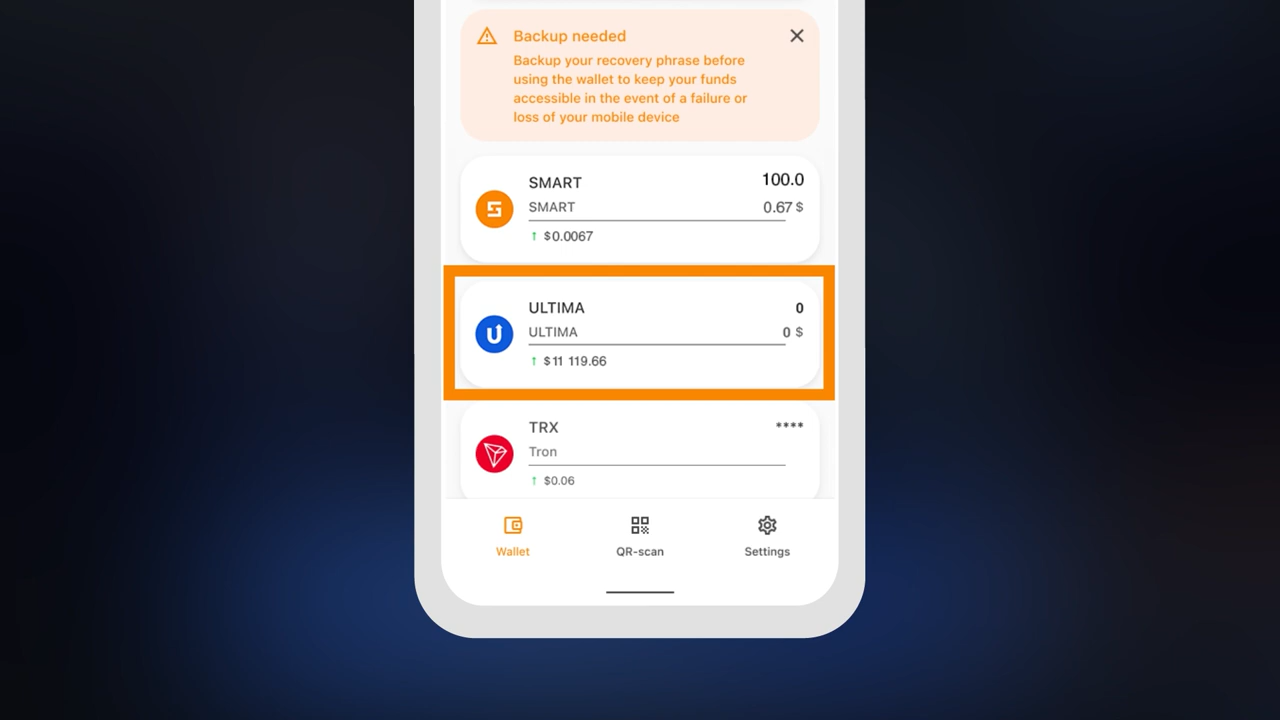 Backup needed
Backup your recovery phrase before
using the wallet to keep your funds
accessible in the event of a failure or
loss of your mobile device
SMART 100.0
SMART 0.67 $
↑ $0.0067
ULTIMA 0
ULTIMA 0 $
↑ $11 119.66
TRX ****
Tron
↑ $0.06
Wallet QR-scan Settings